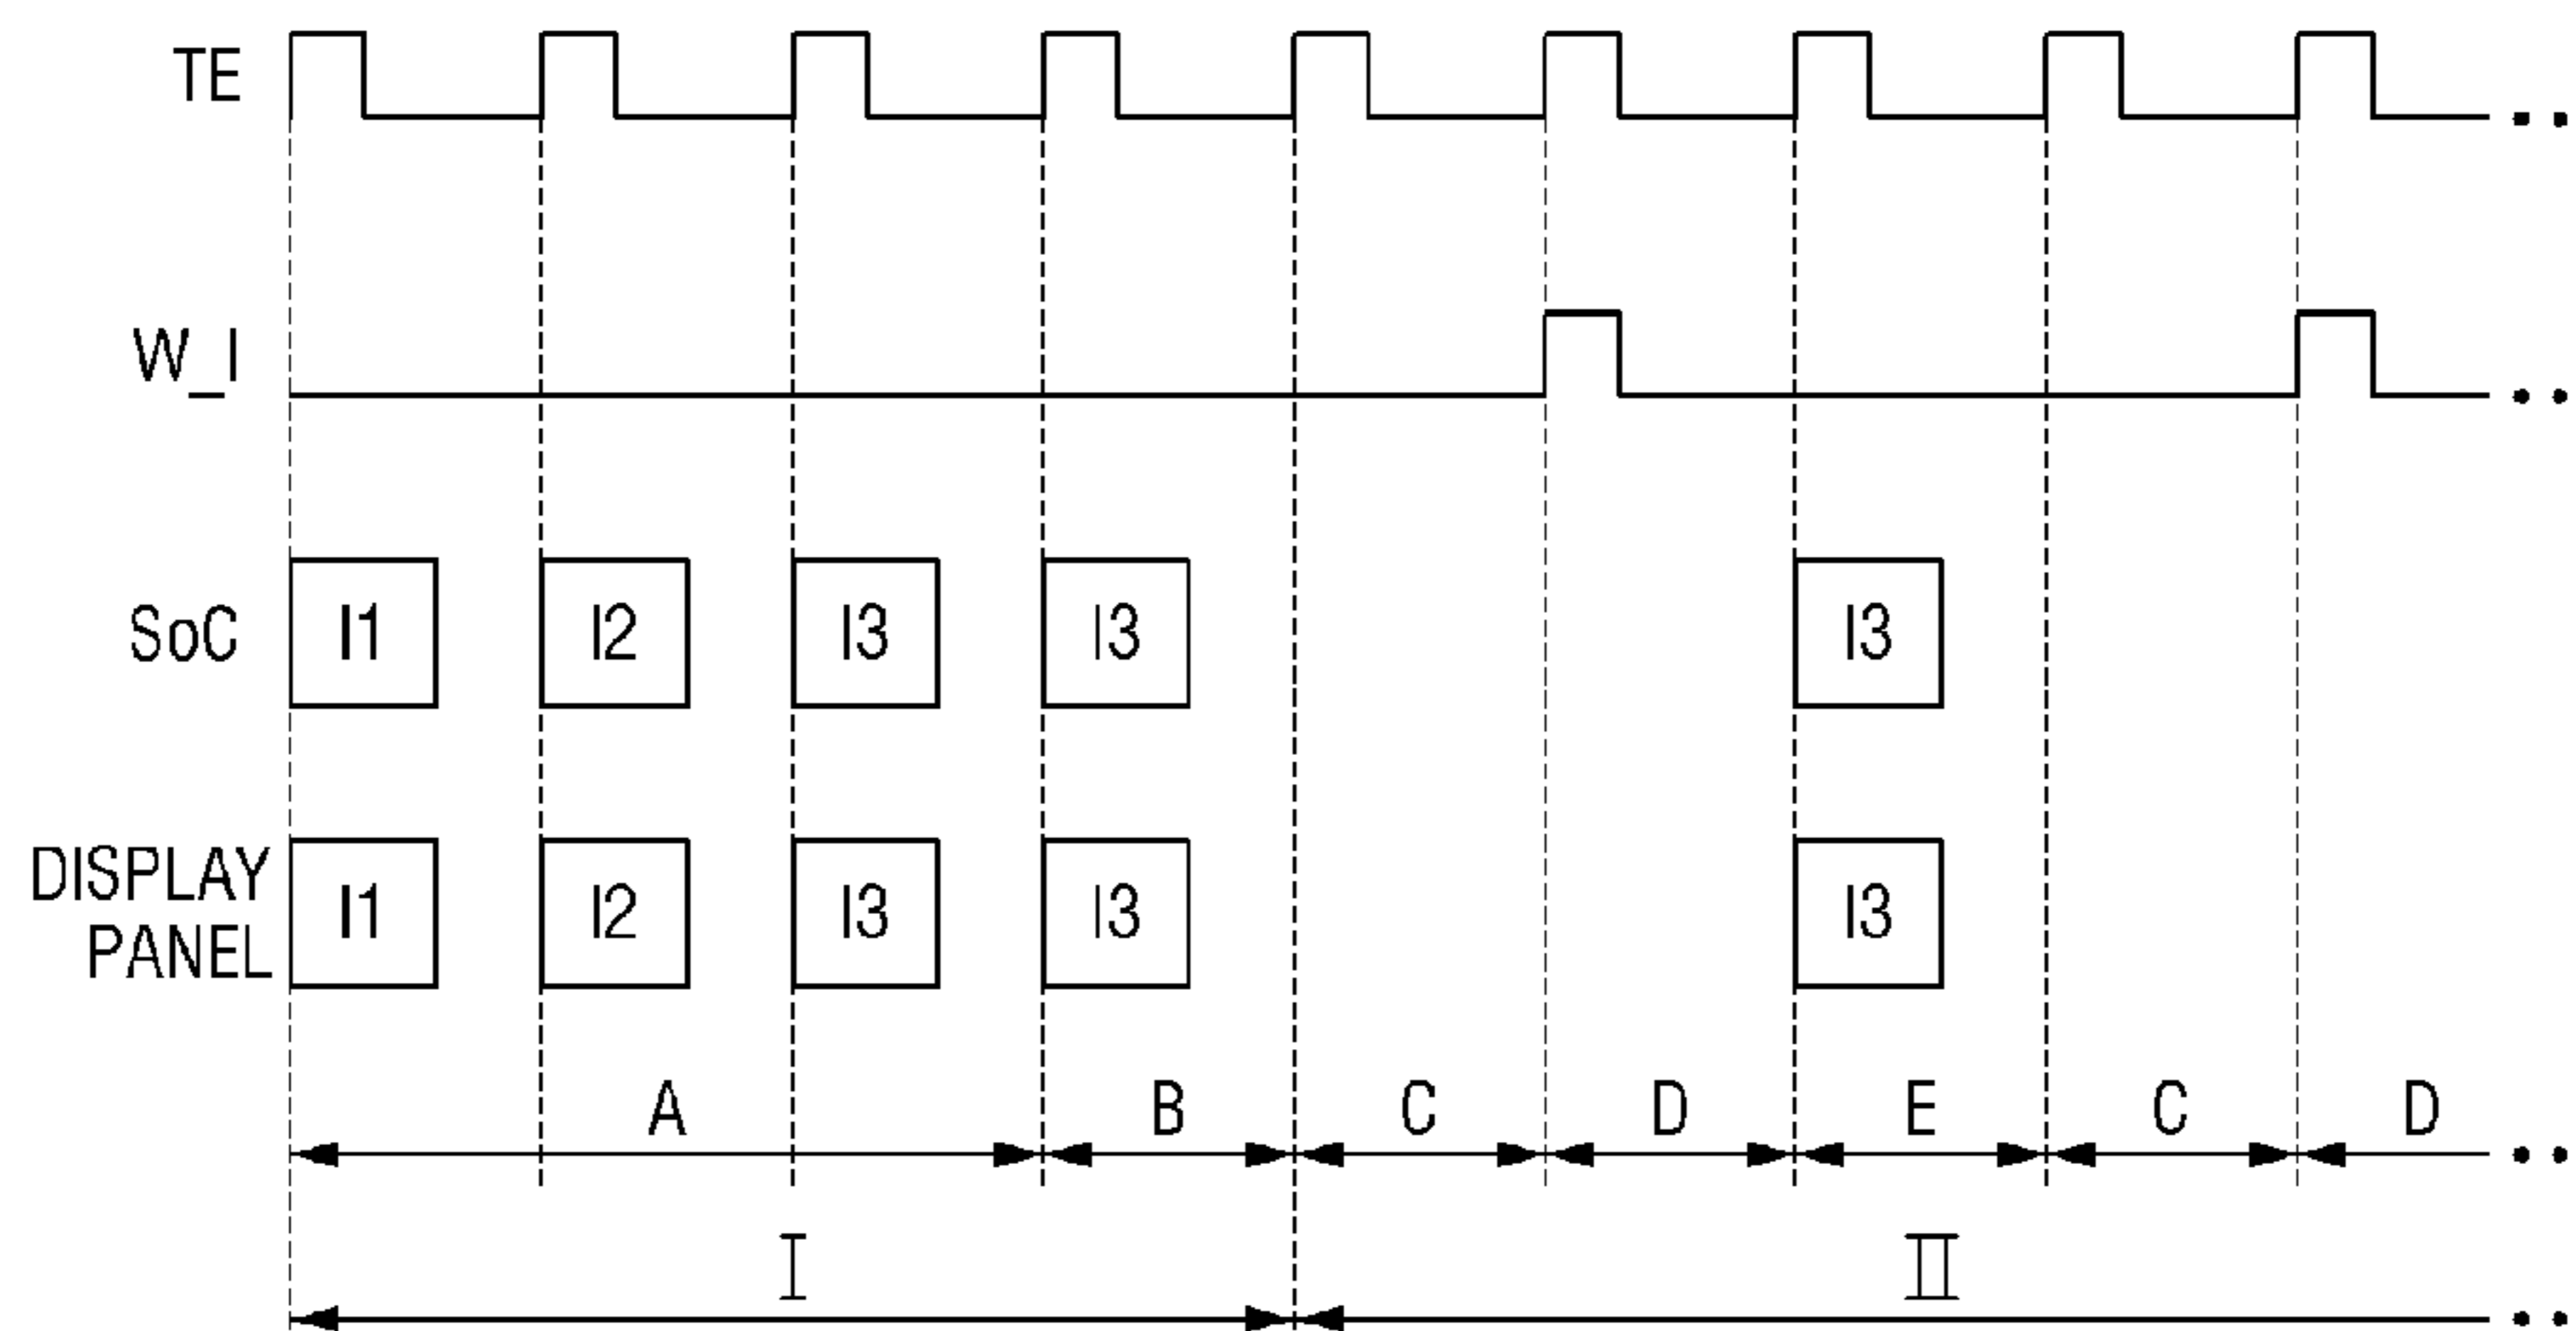 TE
W_I
SoC I1 I2 I3 I3 I3
DISPLAY
PANEL
I1 I2 I3 I3 I3
A B C D E C D
I II